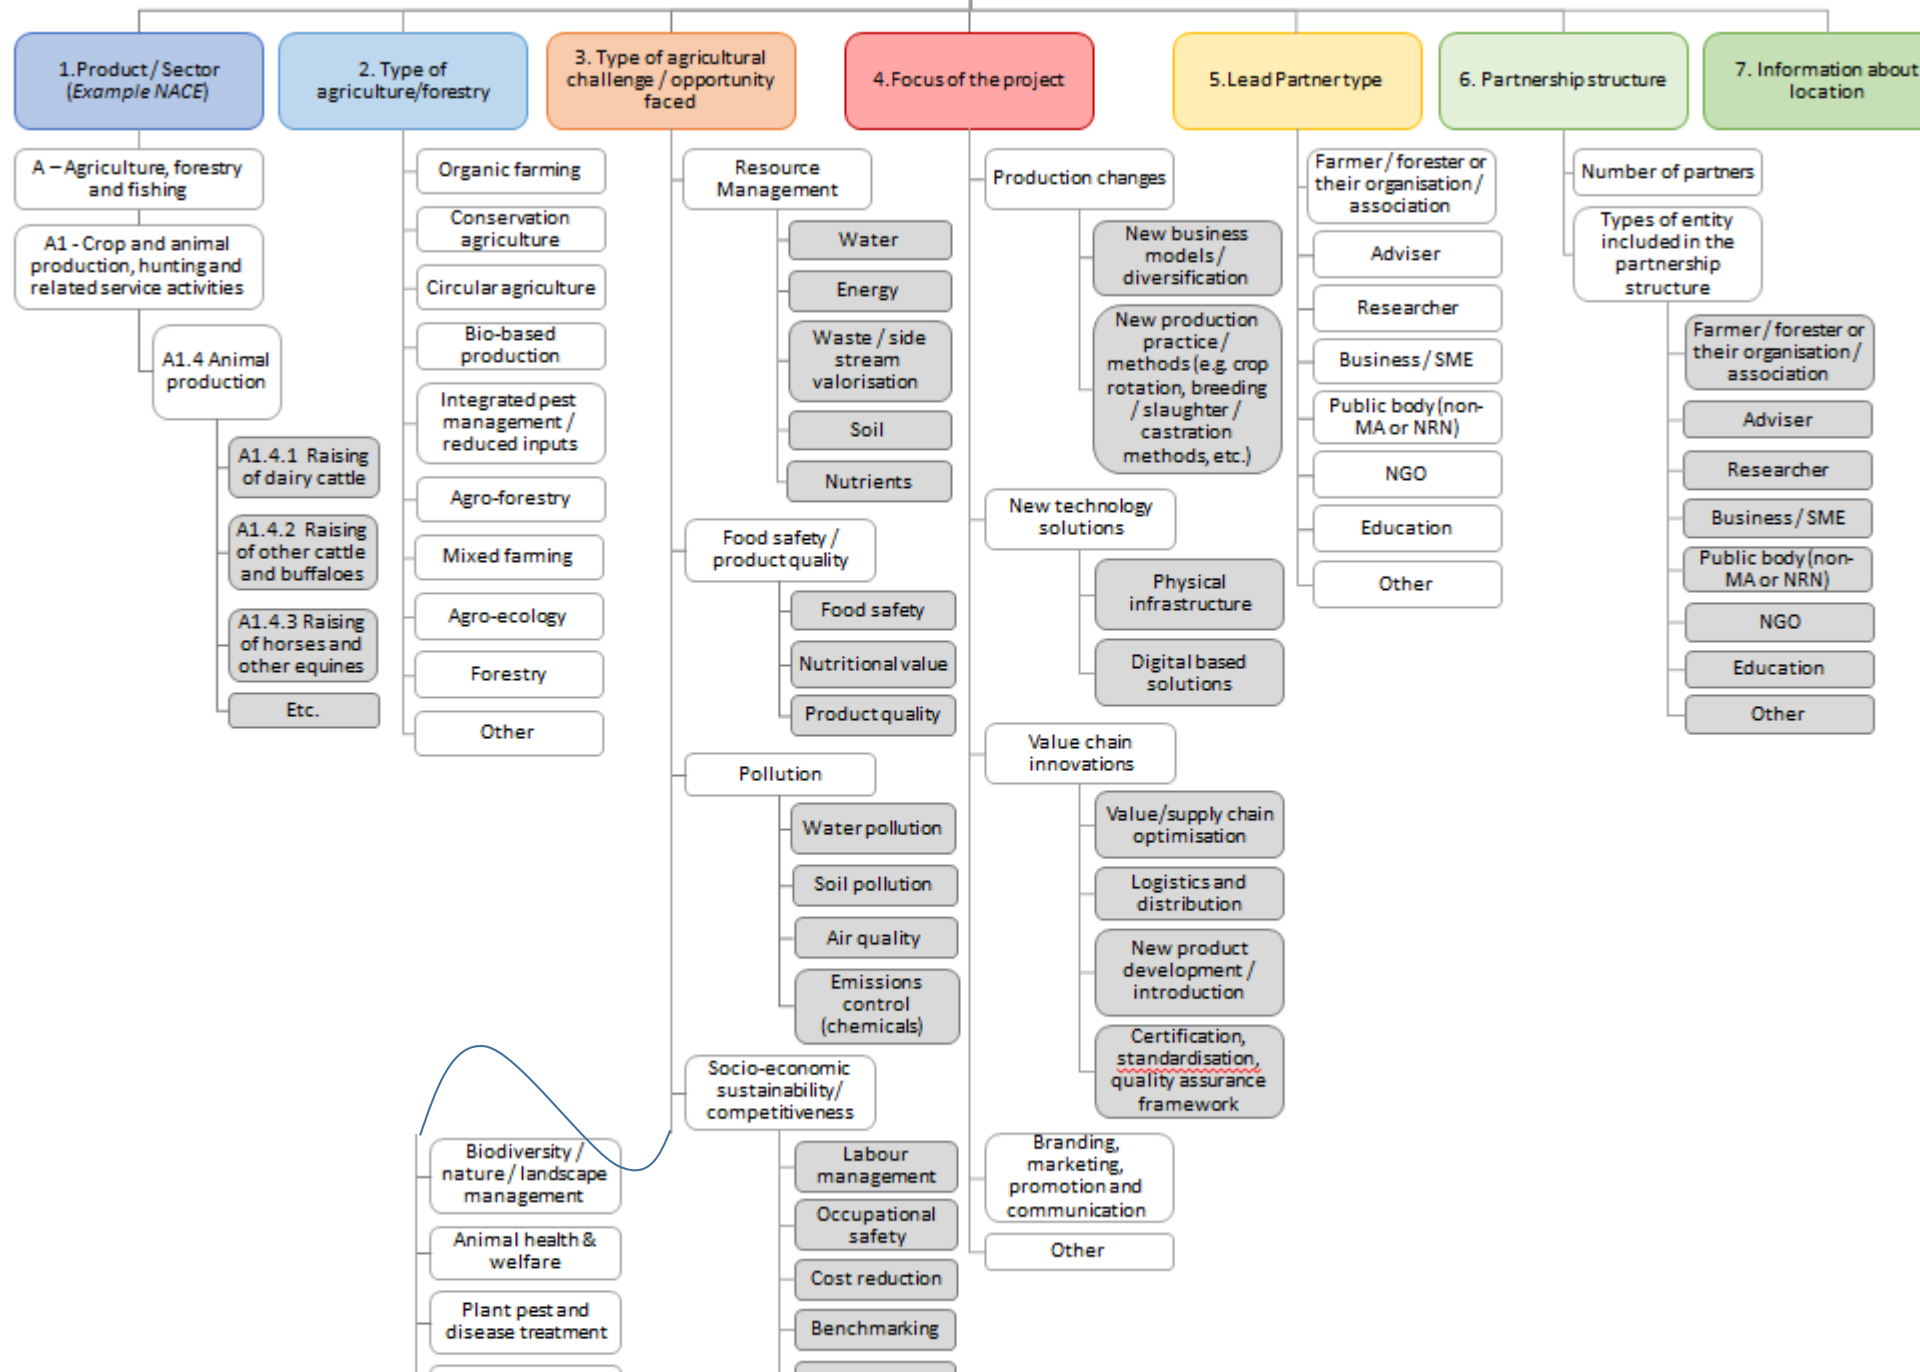 1.Product / Sector
(Example NACE)
A – Agriculture, forestry
and fishing
A1 - Crop and animal
production, hunting and
related service activities
A1.4 Animal
production
A1.4.1 Raising
of dairy cattle
A1.4.2 Raising
of other cattle
and buffaloes
A1.4.3 Raising
of horses and
other equines
Etc.
2. Type of
agriculture/forestry
Organic farming
Conservation
agriculture
Circular agriculture
Bio-based
production
Integrated pest
management /
reduced inputs
Agro-forestry
Mixed farming
Agro-ecology
Forestry
Other
3. Type of agricultural
challenge / opportunity
faced
Resource
Management
Water
Energy
Waste / side
stream
valorisation
Soil
Nutrients
Food safety /
product quality
Food safety
Nutritional value
Product quality
Pollution
Water pollution
Soil pollution
Air quality
Emissions
control
(chemicals)
Socio-economic
sustainability/
competitiveness
Labour
management
Occupational
safety
Cost reduction
Benchmarking
Biodiversity /
nature / landscape
management
Animal health &
welfare
Plant pest and
disease treatment
4.Focus of the project
Production changes
New business
models /
diversification
New production
practice /
methods (e.g. crop
rotation, breeding
/ slaughter /
castration
methods, etc.)
New technology
solutions
Physical
infrastructure
Digital based
solutions
Value chain
innovations
Value/supply chain
optimisation
Logistics and
distribution
New product
development /
introduction
Certification,
standardisation,
quality assurance
framework
Branding,
marketing,
promotion and
communication
Other
5.Lead Partner type
Farmer / forester or
their organisation /
association
Adviser
Researcher
Business / SME
Public body (non-
MA or NRN)
NGO
Education
Other
6. Partnership structure
Number of partners
Types of entity
included in the
partnership
structure
Farmer / forester or
their organisation /
association
Adviser
Researcher
Business / SME
Public body (non-
MA or NRN)
NGO
Education
Other
7. Information about
location